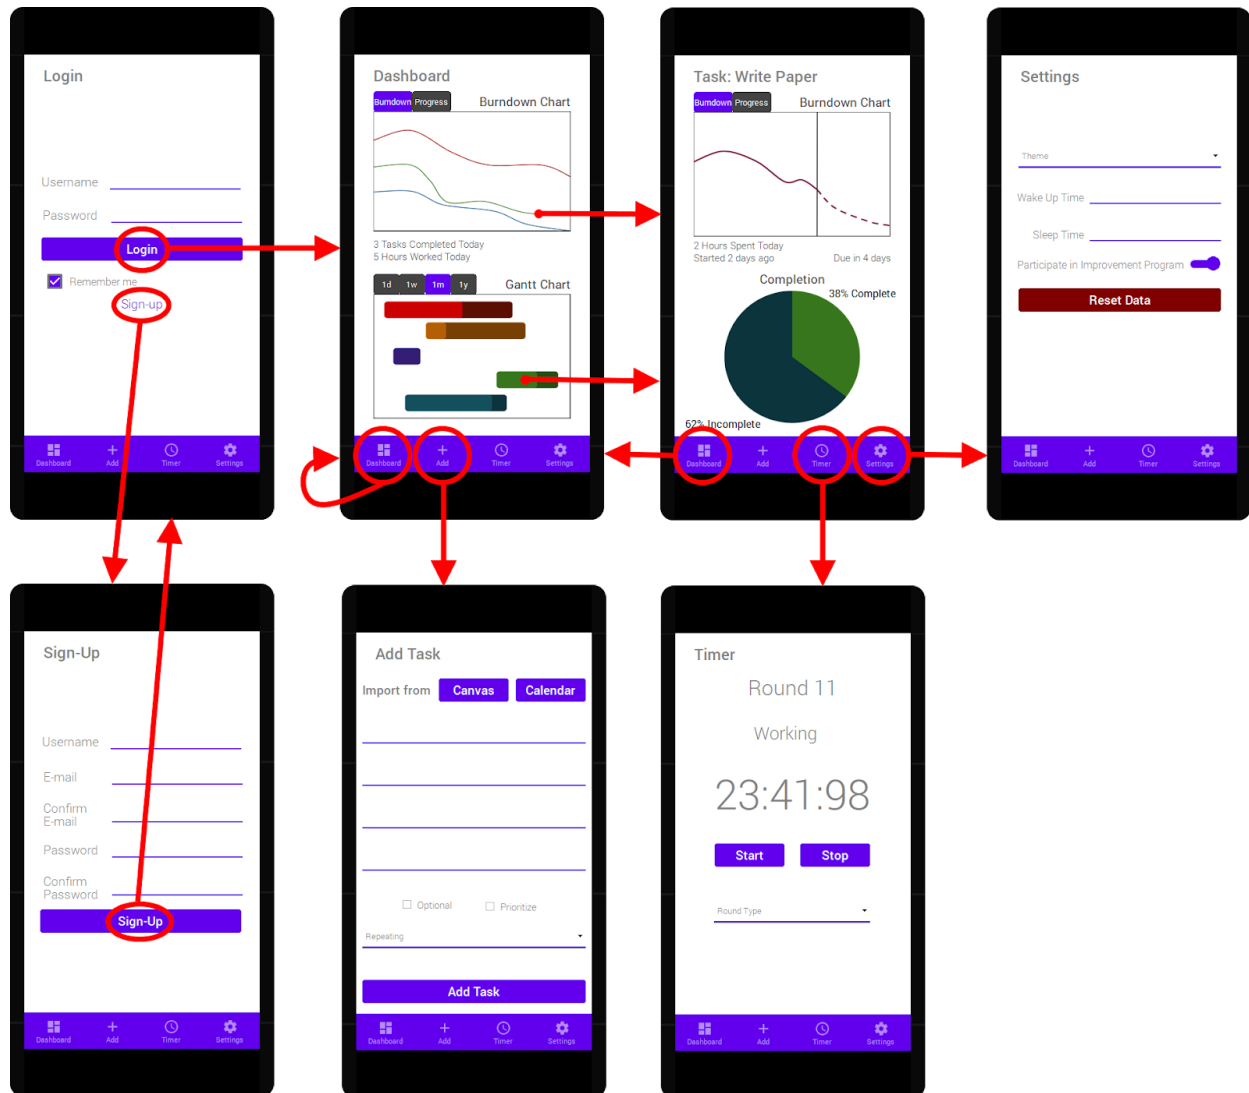 Login
Username
Password
Login
Remember me
Sign-up
Dashboard Add Timer Settings
Dashboard
Burndown Progress Burndown Chart
3 Tasks Completed Today
5 Hours Worked Today
1d 1w 1m 1y Gantt Chart
Dashboard Add Timer Settings
Task: Write Paper
Burndown Progress Burndown Chart
2 Hours Spent Today
Started 2 days ago Due in 4 days
Completion
38% Complete
62% Incomplete
Dashboard Add Timer Settings
Settings
Theme
Wake Up Time
Sleep Time
Participate in Improvement Program
Reset Data
Dashboard Add Timer Settings
Sign-Up
Username
E-mail
Confirm
E-mail
Password
Confirm
Password
Sign-Up
Dashboard Add Timer Settings
Add Task
Import from Canvas Calendar
Optional Prioritize
Repeating
Add Task
Dashboard Add Timer Settings
Timer
Round 11
Working
23:41:98
Start Stop
Round Type
Dashboard Add Timer Settings